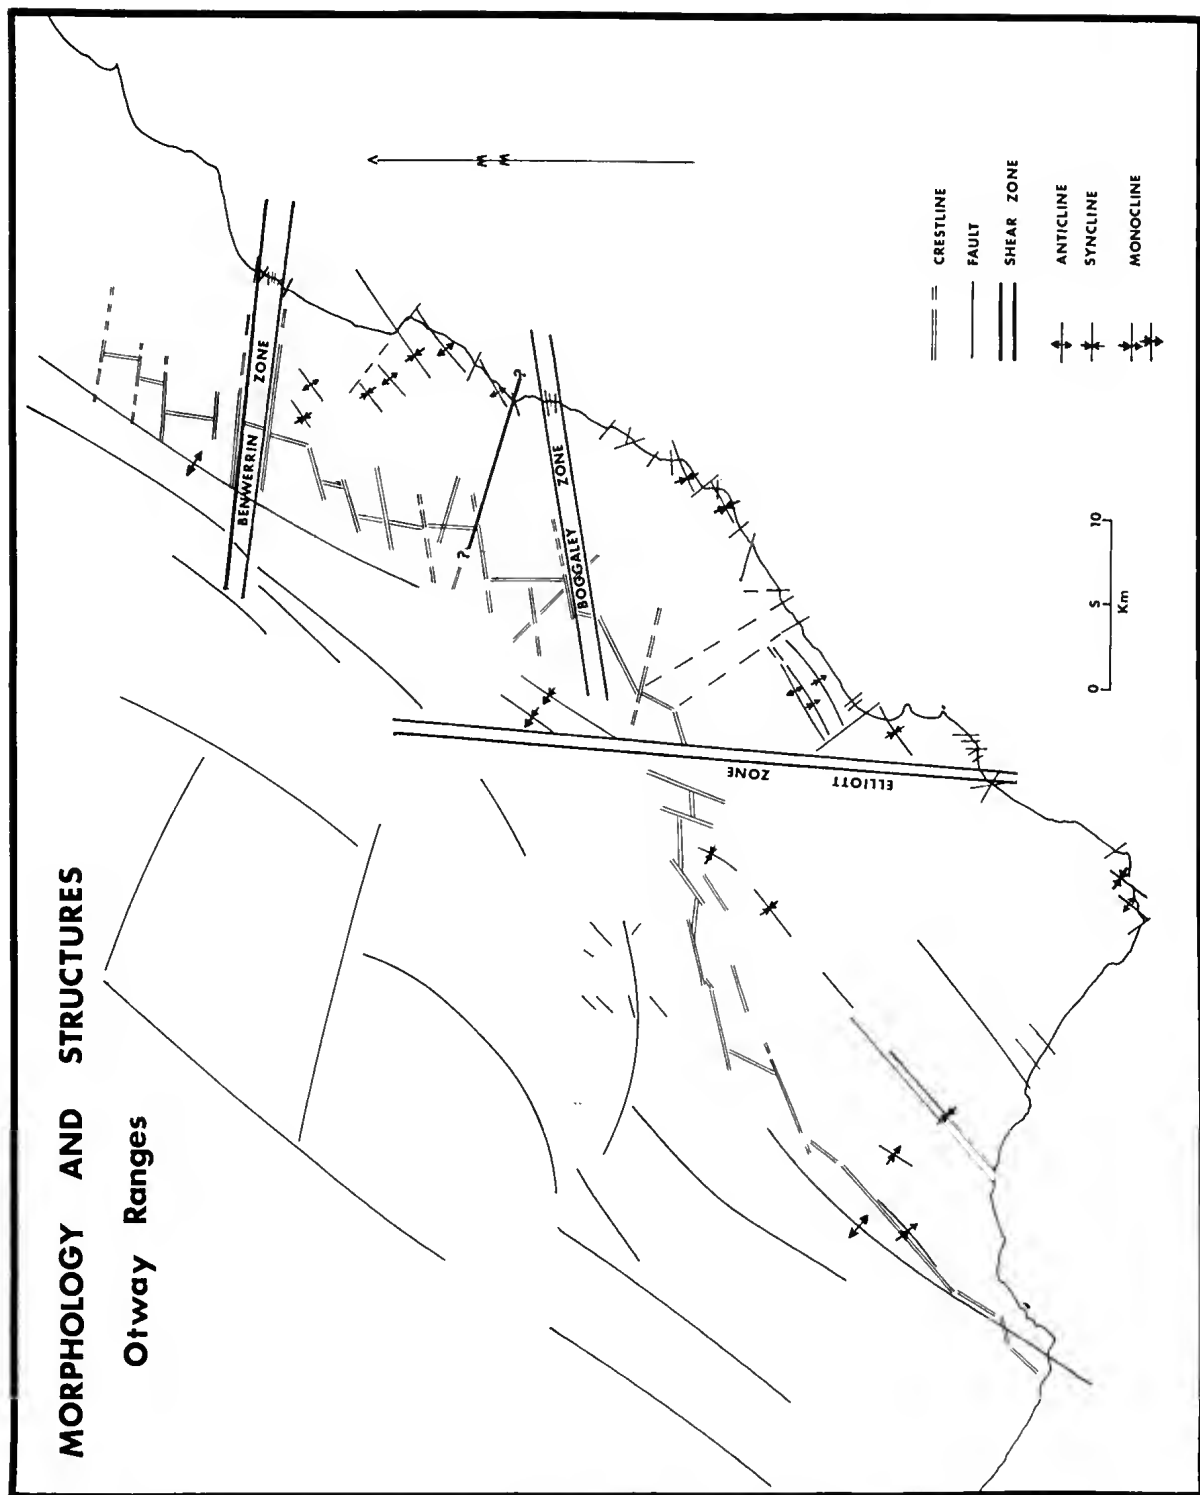 MORPHOLOGY AND STRUCTURES
Otway Ranges
BENWERRIN ZONE
?
?
BOGGALEY ZONE
ELLIOTT ZONE
CRESTLINE
FAULT
SHEAR ZONE
ANTICLINE
SYNCLINE
MONOCLINE
0 5 10
Km